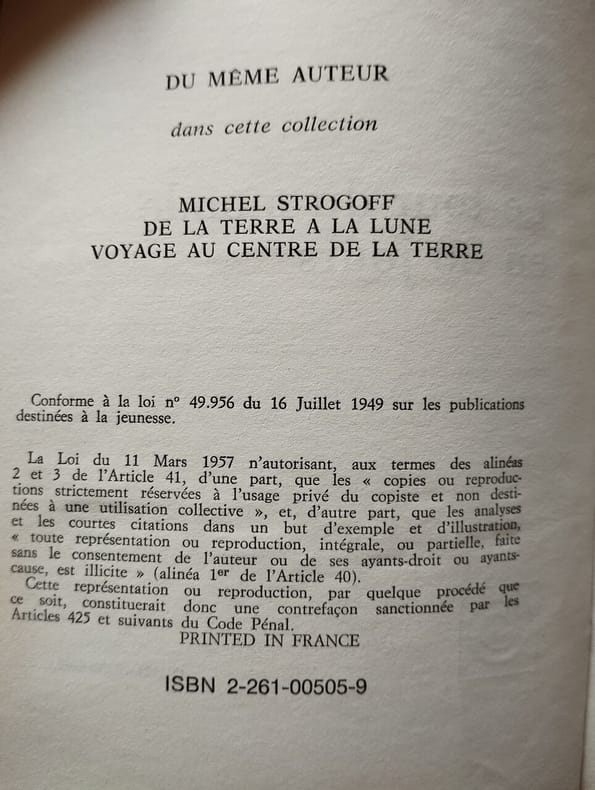 DU MÊME AUTEUR
dans cette collection
MICHEL STROGOFF
DE LA TERRE A LA LUNE
VOYAGE AU CENTRE DE LA TERRE
Conforme à la loi nº 49.956 du 16 Juillet 1949 sur les publications
destinées à la jeunesse.
La Loi du 11 Mars 1957 n'autorisant, aux termes des alinéas
2 et 3 de l'Article 41, d'une part, que les « copies ou reproduc-
tions strictement réservées à l'usage privé du copiste et non desti-
nées à une utilisation collective », et, d'autre part, que les analyses
et les courtes citations dans un but d'exemple et d'illustration,
« toute représentation ou reproduction, intégrale, ou partielle, faite
sans le consentement de l'auteur ou de ses ayants-droit ou ayants-
cause, est illicite » (alinéa 1er de l'Article 40).
Cette représentation ou reproduction, par quelque procédé que
ce soit, constituerait donc une contrefaçon sanctionnée par les
Articles 425 et suivants du Code Pénal.
PRINTED IN FRANCE
ISBN 2-261-00505-9